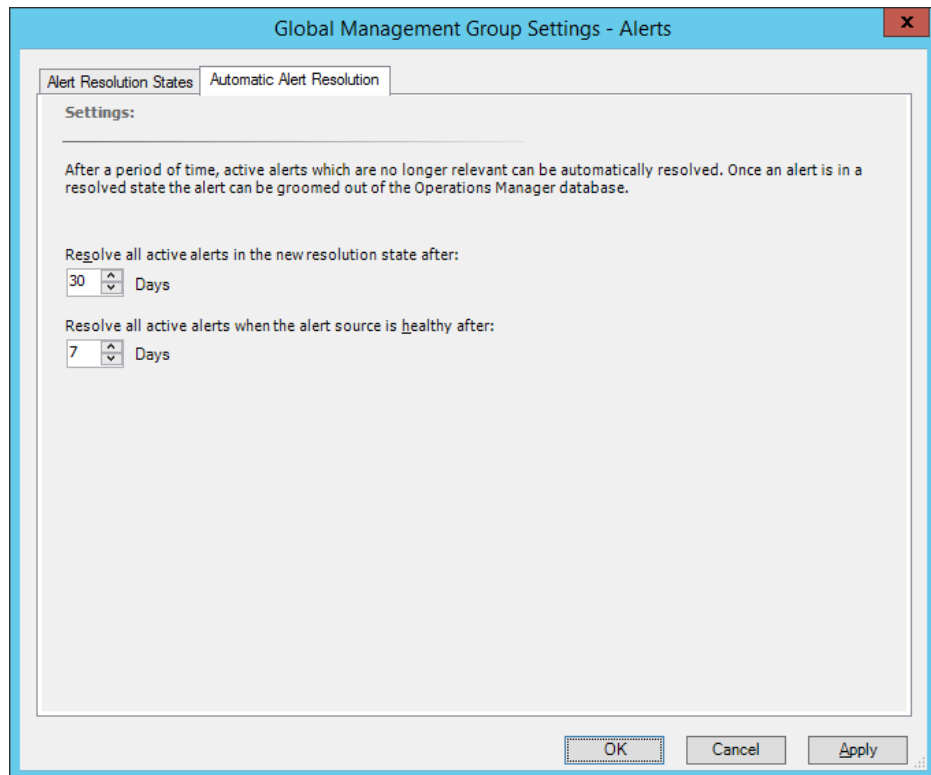 Global Management Group Settings - Alerts
x
Alert Resolution States
Automatic Alert Resolution
Settings:
After a period of time, active alerts which are no longer relevant can be automatically resolved. Once an alert is in a
resolved state the alert can be groomed out of the Operations Manager database.
Resolve all active alerts in the new resolution state after:
30 Days
Resolve all active alerts when the alert source is healthy after:
7 Days
OK Cancel Apply